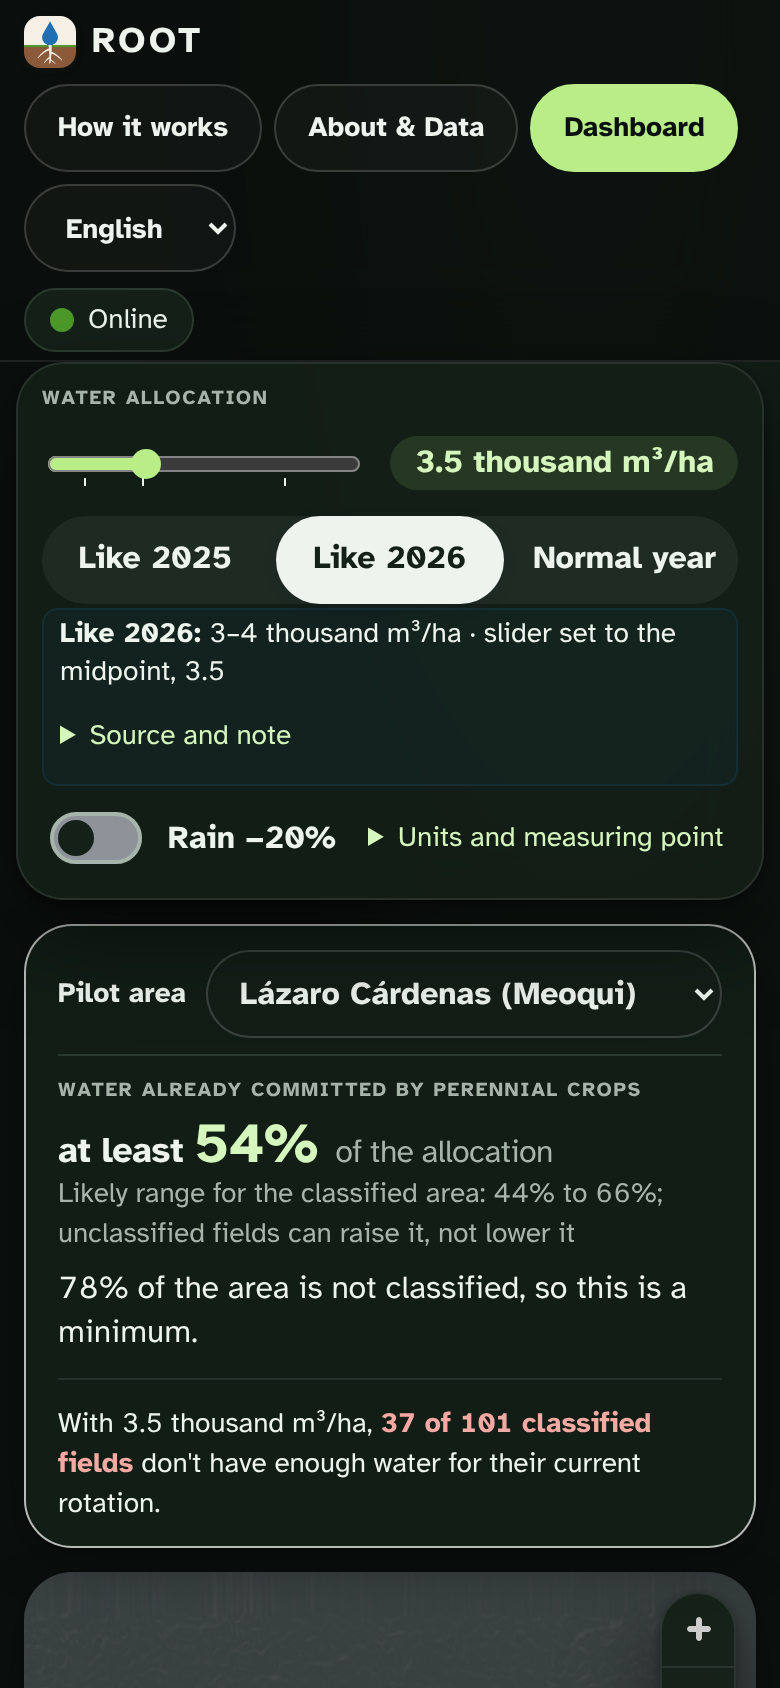 ROOT
How it works
About & Data
Dashboard
English
Online
WATER ALLOCATION
3.5 thousand m³/ha
Like 2025
Like 2026
Normal year
Like 2026: 3–4 thousand m³/ha · slider set to the
midpoint, 3.5
Source and note
Rain −20%
Units and measuring point
Pilot area
Lázaro Cárdenas (Meoqui)
WATER ALREADY COMMITTED BY PERENNIAL CROPS
at least 54% of the allocation
Likely range for the classified area: 44% to 66%;
unclassified fields can raise it, not lower it
78% of the area is not classified, so this is a
minimum.
With 3.5 thousand m³/ha, 37 of 101 classified
fields don't have enough water for their current
rotation.
+